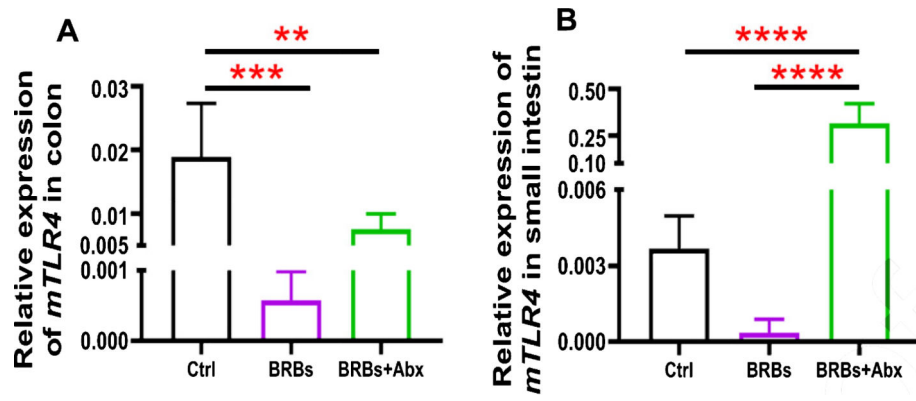 A
**
***
Relative expression
of mTLR4 in colon
0.03
0.02
0.01
0.005
0.001
0.000
Ctrl
BRBs
BRBs+Abx
B
****
****
Relative expression of
mTLR4 in small intestin
0.50
0.25
0.10
0.006
0.003
0.000
Ctrl
BRBs
BRBs+Abx